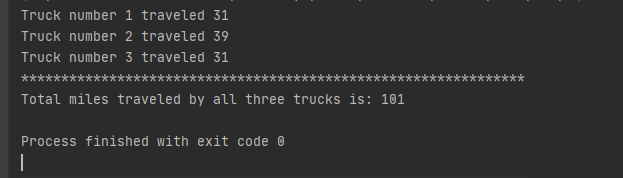 Truck number 1 traveled 31
Truck number 2 traveled 39
Truck number 3 traveled 31
***************************************************************
Total miles traveled by all three trucks is: 101
Process finished with exit code 0